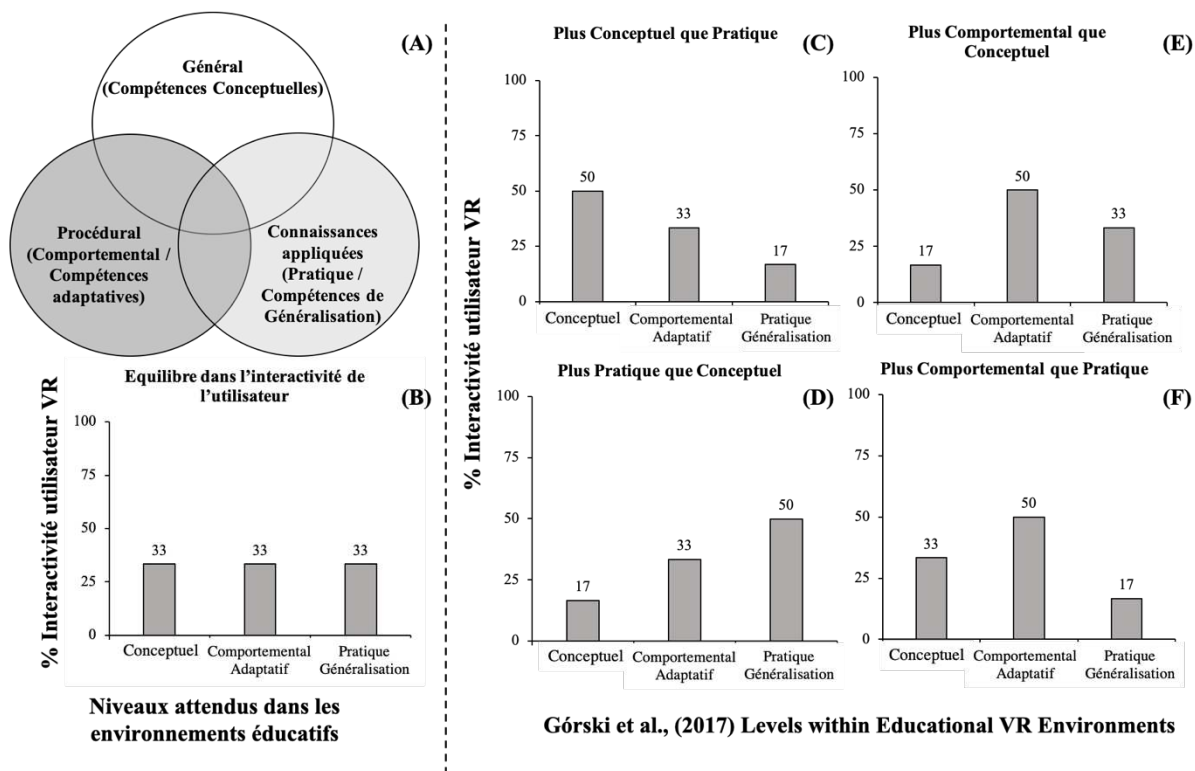 (A)
Général
(Compétences Conceptuelles)
Procédural
(Comportemental /
Compétences
adaptatives)
Connaissances
appliquées
(Pratique /
Compétences de
Généralisation)
Equilibre dans l'interactivité de
l'utilisateur
(B)
% Interactivité utilisateur VR
100
75
50
25
0
33
33
33
Conceptuel
Comportemental
Adaptatif
Pratique
Généralisation
Niveaux attendus dans les
environnements éducatifs
% Interactivité utilisateur VR
Plus Conceptuel que Pratique
(C)
100
75
50
25
0
50
33
17
Conceptuel
Comportemental
Adaptatif
Pratique
Généralisation
Plus Pratique que Conceptuel
(D)
100
75
50
25
0
17
33
50
Conceptuel
Comportemental
Adaptatif
Pratique
Généralisation
Plus Comportemental que
Conceptuel
(E)
100
75
50
25
0
17
50
33
Conceptuel
Comportemental
Adaptatif
Pratique
Généralisation
Plus Comportemental que Pratique
(F)
100
75
50
25
0
33
50
17
Conceptuel
Comportemental
Adaptatif
Pratique
Généralisation
Górski et al., (2017) Levels within Educational VR Environments